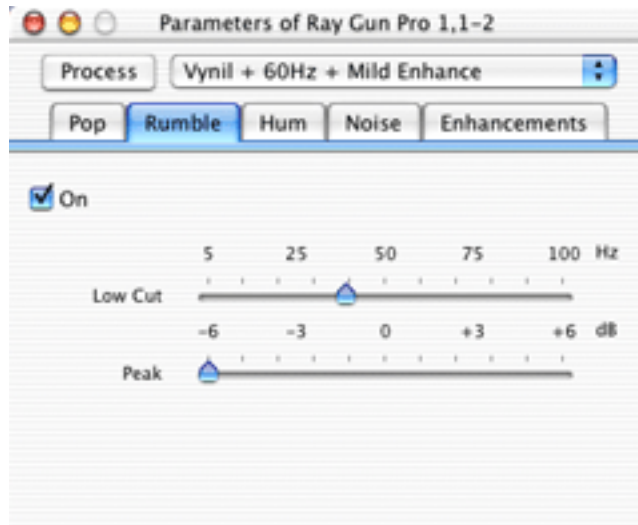 Parameters of Ray Gun Pro 1,1-2
Process Vynil + 60Hz + Mild Enhance
Pop Rumble Hum Noise Enhancements
On
5 25 50 75 100 Hz
Low Cut
-6 -3 0 +3 +6 dB
Peak